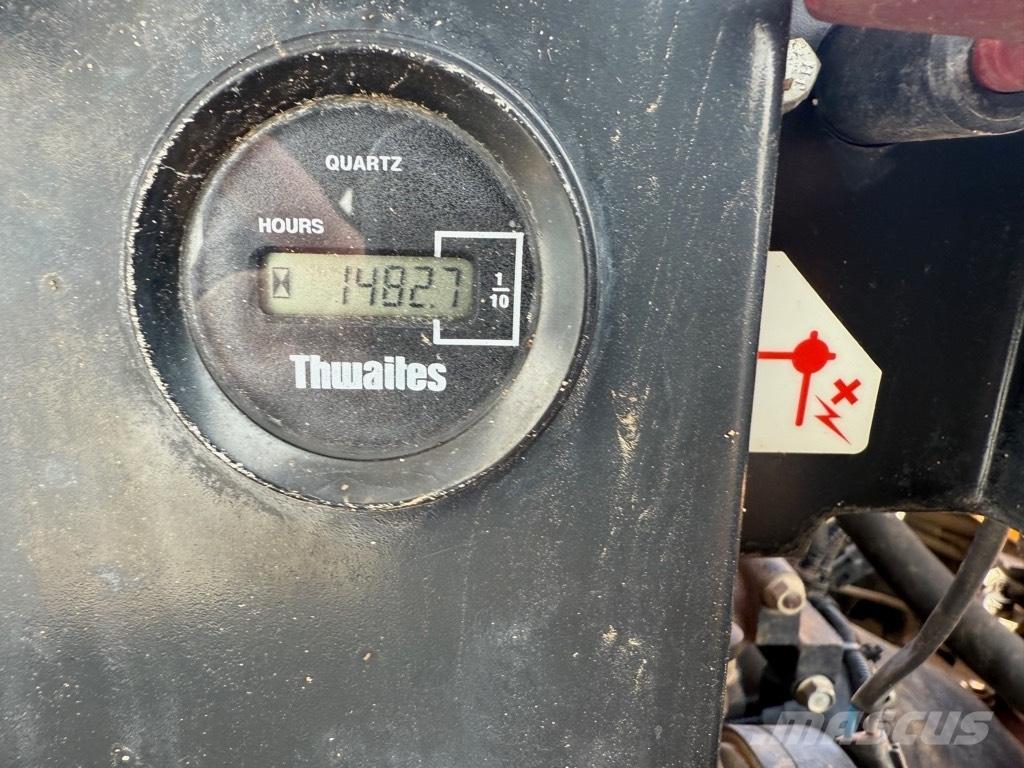 QUARTZ
HOURS
1482.7
1
10
Thwaites
MASCUS